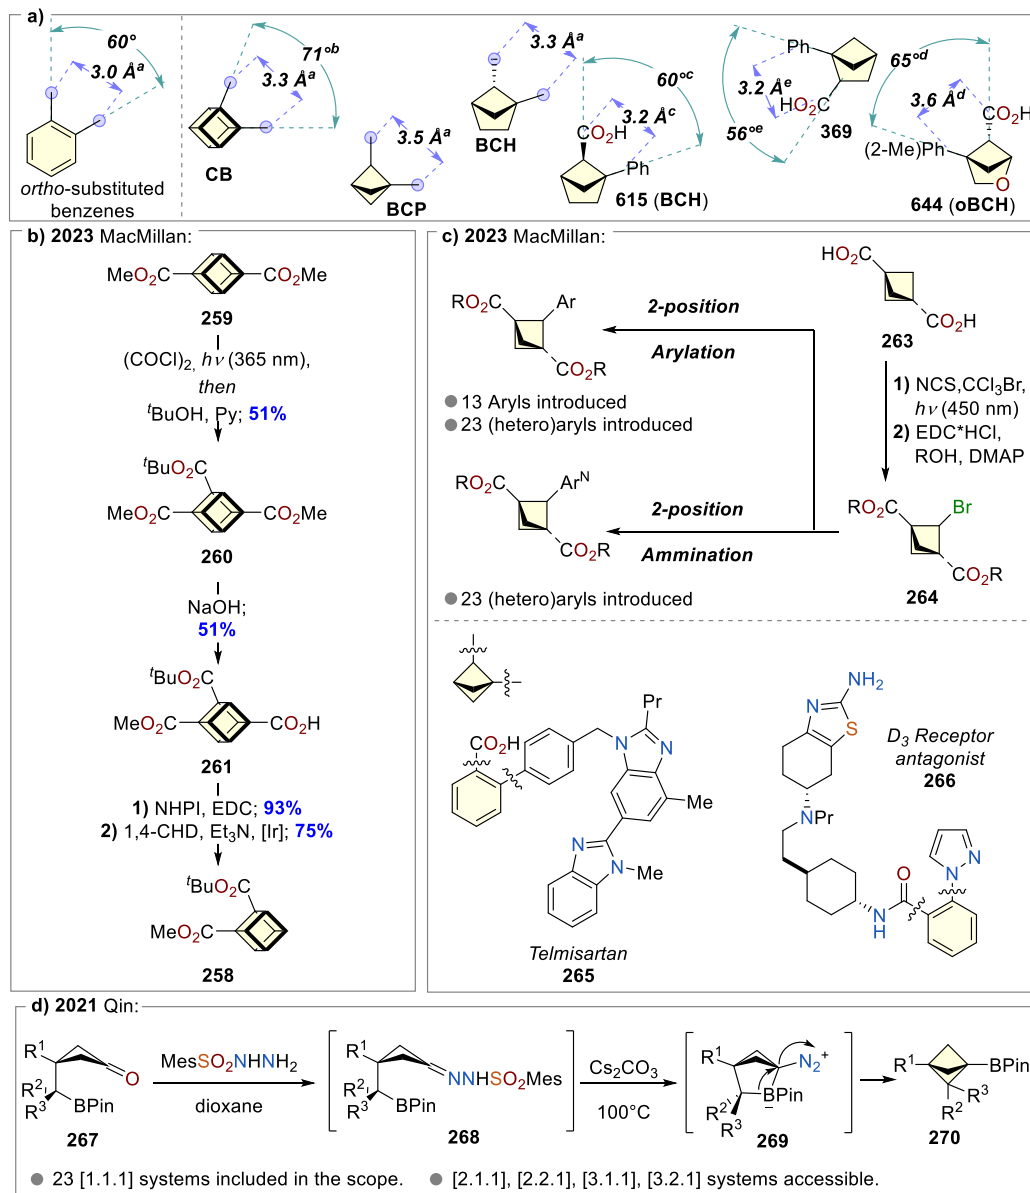 a)
60°
3.0 Åᵃ
ortho-substituted
benzenes
71°ᵇ
3.3 Åᵃ
CB
3.5 Åᵃ
BCP
3.3 Åᵃ
BCH
60°ᶜ
CO₂H
3.2 Åᶜ
Ph
615 (BCH)
Ph
3.2 Åᵉ
HO₂C
56°ᵉ
369
65°ᵈ
CO₂H
3.6 Åᵈ
(2-Me)Ph
O
644 (oBCH)
b) 2023 MacMillan:
MeO₂C
CO₂Me
259
(COCl)₂, hν (365 nm),
then
ᵗBuOH, Py; 51%
ᵗBuO₂C
MeO₂C
CO₂Me
260
NaOH;
51%
ᵗBuO₂C
MeO₂C
CO₂H
261
1) NHPI, EDC; 93%
2) 1,4-CHD, Et₃N, [Ir]; 75%
ᵗBuO₂C
MeO₂C
258
c) 2023 MacMillan:
RO₂C
Ar
CO₂R
2-position
Arylation
HO₂C
CO₂H
263
1) NCS,CCl₃Br,
hν (450 nm)
2) EDC*HCl,
ROH, DMAP
● 13 Aryls introduced
● 23 (hetero)aryls introduced
RO₂C
Arᴺ
CO₂R
2-position
Ammination
RO₂C
Br
CO₂R
264
● 23 (hetero)aryls introduced
CO₂H
Pr
N
N
Me
N
N
Me
Telmisartan
265
NH₂
N
S
D₃ Receptor
antagonist
266
NPr
O
N
H
N
N
d) 2021 Qin:
R¹
O
R²
R³
BPin
267
MesSO₂NHNH₂
dioxane
R¹
NNHSO₂Mes
R²
R³
BPin
268
Cs₂CO₃
100°C
R¹
N₂⁺
BPin
−
R²
R³
269
R¹
BPin
R³
R²
270
● 23 [1.1.1] systems included in the scope.
● [2.1.1], [2.2.1], [3.1.1], [3.2.1] systems accessible.